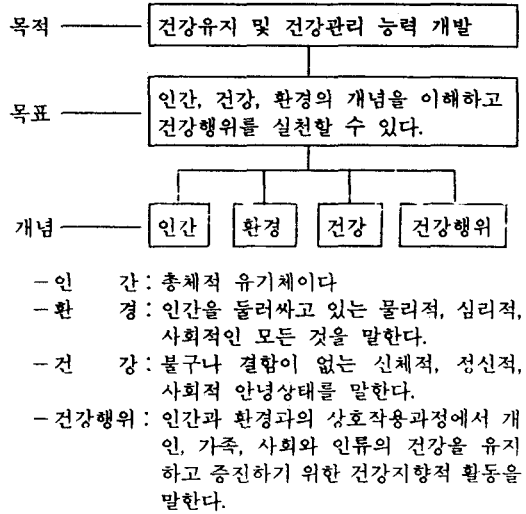 목적 건강유지 및 건강관리 능력 개발
목표 인간, 건강, 환경의 개념을 이해하고
건강행위를 실천할 수 있다.
개념 인간 환경 건강 건강행위
－인 간 : 총체적 유기체이다
－환 경 : 인간을 둘러싸고 있는 물리적, 심리적,
사회적인 모든 것을 말한다.
－건 강 : 불구나 결함이 없는 신체적, 정신적,
사회적 안녕상태를 말한다.
－건강행위 : 인간과 환경과의 상호작용과정에서 개
인, 가족, 사회와 인류의 건강을 유지
하고 증진하기 위한 건강지향적 활동을
말한다.